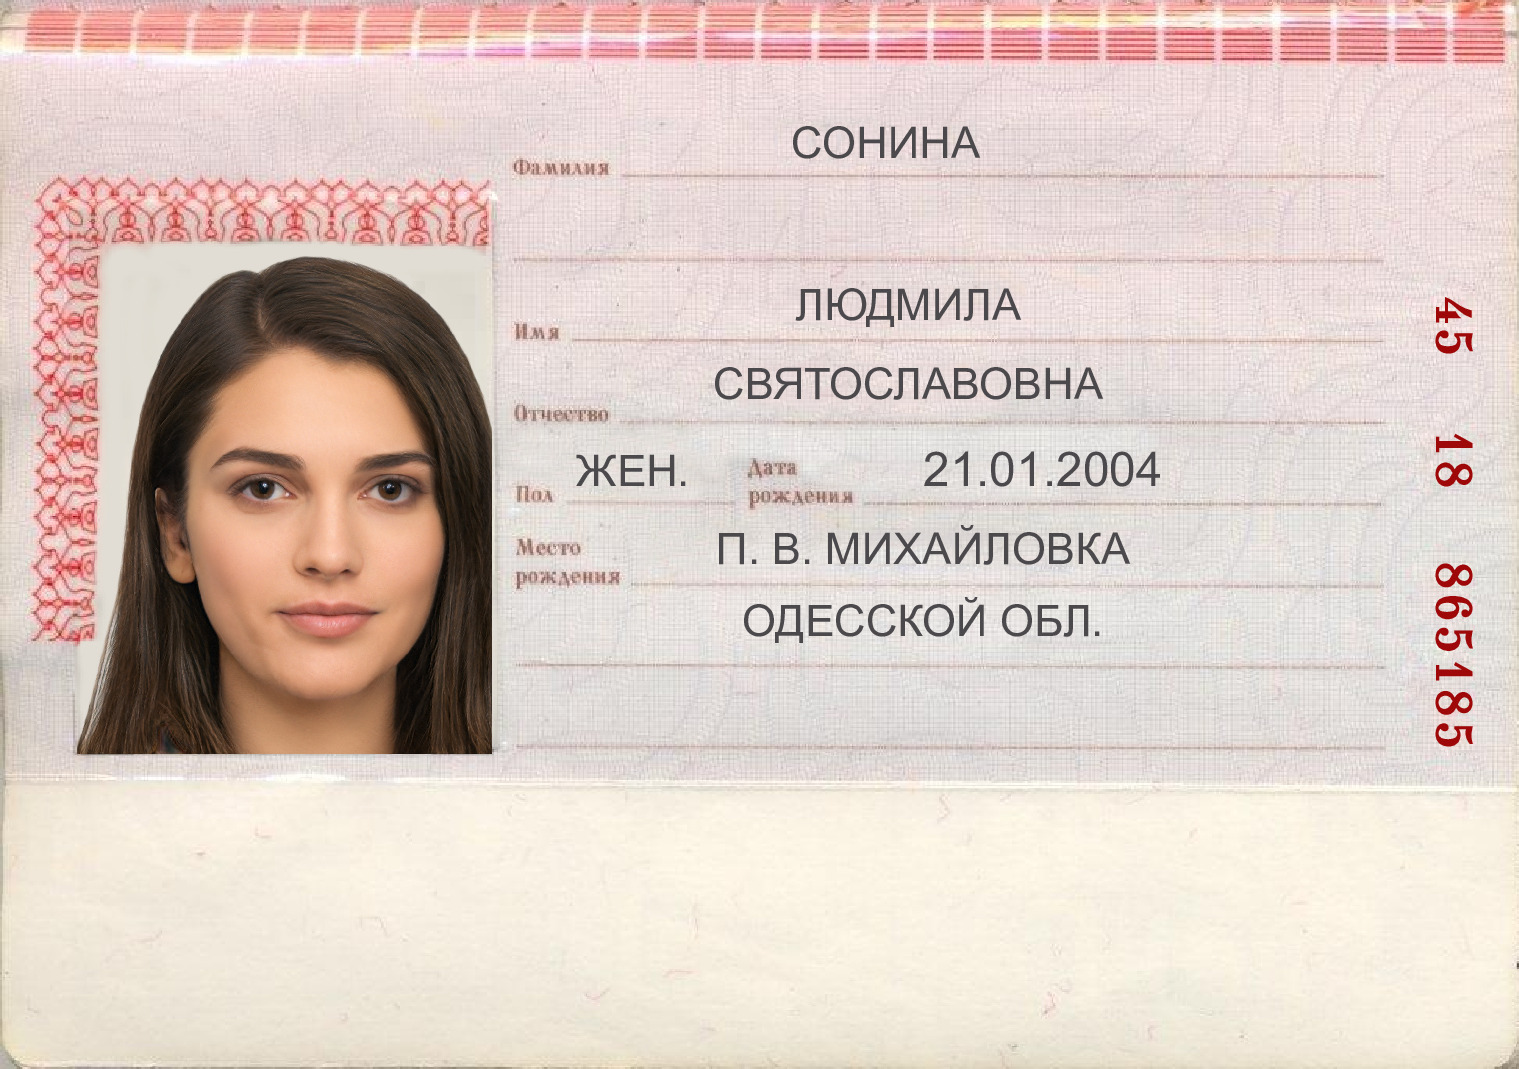 Фамилия СОНИНА
Имя ЛЮДМИЛА
Отчество СВЯТОСЛАВОВНА
Пол ЖЕН. Дата рождения 21.01.2004
Место рождения П. В. МИХАЙЛОВКА
ОДЕССКОЙ ОБЛ.
45 18 865185